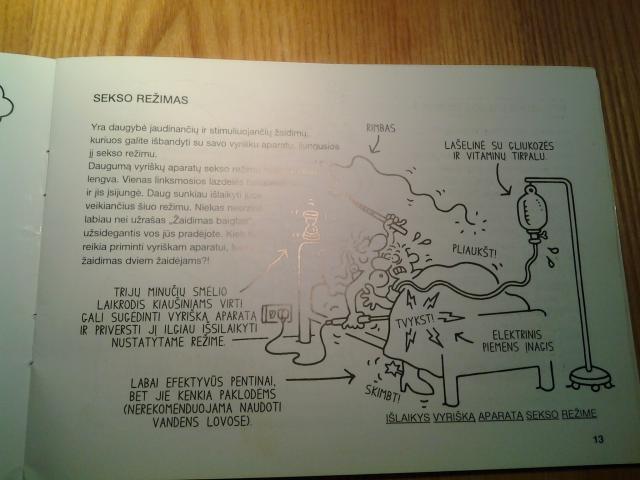 SEKSO REŽIMAS
Yra daugybė jaudinančių ir stimuliuojančių žaidimų,
kuriuos galite išbandyti su savo vyrišku aparatu, įjungusios
jį sekso režimu.
Daugumą vyriškų aparatų sekso režimu
lengva. Vienas linksmosios lazdelės
ir jis įsijungė. Daug sunkiau išlaikyti
veikiančius šiuo režimu. Niekas
labiau nei užrašas „Žaidimas baigtas",
užsidegantis vos jūs pradėjote.
reikia priminti vyriškam aparatui,
žaidimas dviem žaidėjams?!
RIMBAS
LAŠELINĖ SU GLIUKOZĖS
IR VITAMINŲ TIRPALU.
PLIAUKŠT!
TRIJŲ MINUČIŲ SMĖLIO
LAIKRODIS KIAUŠINIAMS VIRTI
GALI SUGĖDINTI VYRIŠKĄ APARATĄ
IR PRIVERSTI JĮ ILGIAU IŠSILAIKYTI
NUSTATYTAME REŽIME.
TVYKST!
ELEKTRINIS
PIEMENS ĮNAGIS
LABAI EFEKTYVŪS PENTINAI,
BET JIE KENKIA PAKLODĖMS
(NEREKOMENDUOJAMA NAUDOTI
VANDENS LOVOSE).
SKIMBT!
IŠLAIKYS VYRIŠKĄ APARATĄ SEKSO REŽIME
13